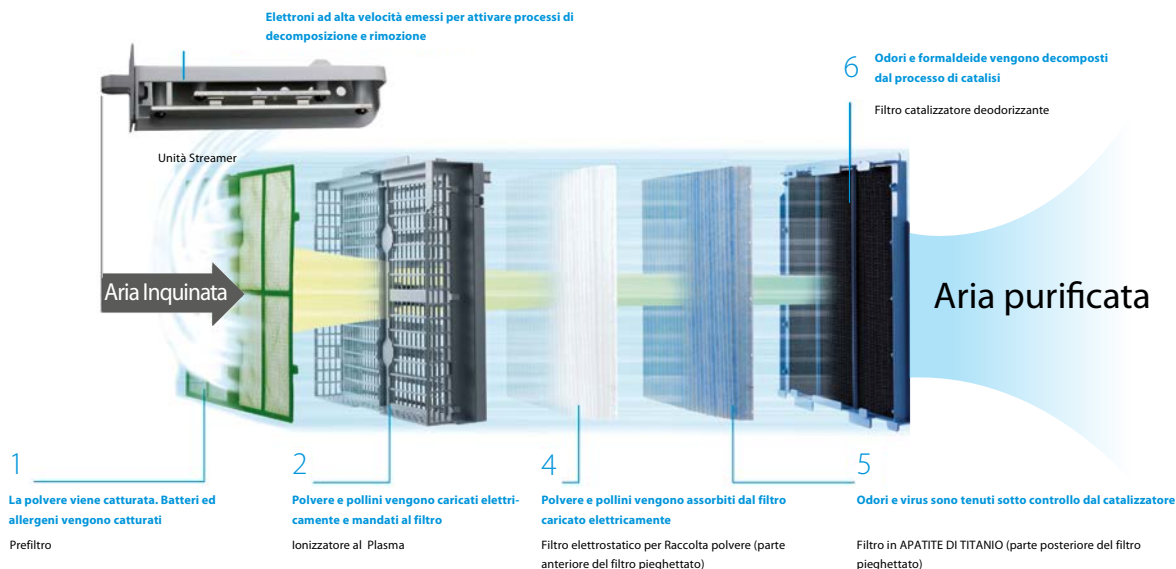 Elettroni ad alta velocità emessi per attivare processi di
decomposizione e rimozione
6
Odori e formaldeide vengono decomposti
dal processo di catalisi
Filtro catalizzatore deodorizzante
Unità Streamer
Aria Inquinata
Aria purificata
1
La polvere viene catturata. Batteri ed
allergeni vengono catturati
Prefiltro
2
Polvere e pollini vengono caricati elettri-
camente e mandati al filtro
Ionizzatore al Plasma
4
Polvere e pollini vengono assorbiti dal filtro
caricato elettricamente
Filtro elettrostatico per Raccolta polvere (parte
anteriore del filtro pieghettato)
5
Odori e virus sono tenuti sotto controllo dal catalizzatore
Filtro in APATITE DI TITANIO (parte posteriore del filtro
pieghettato)